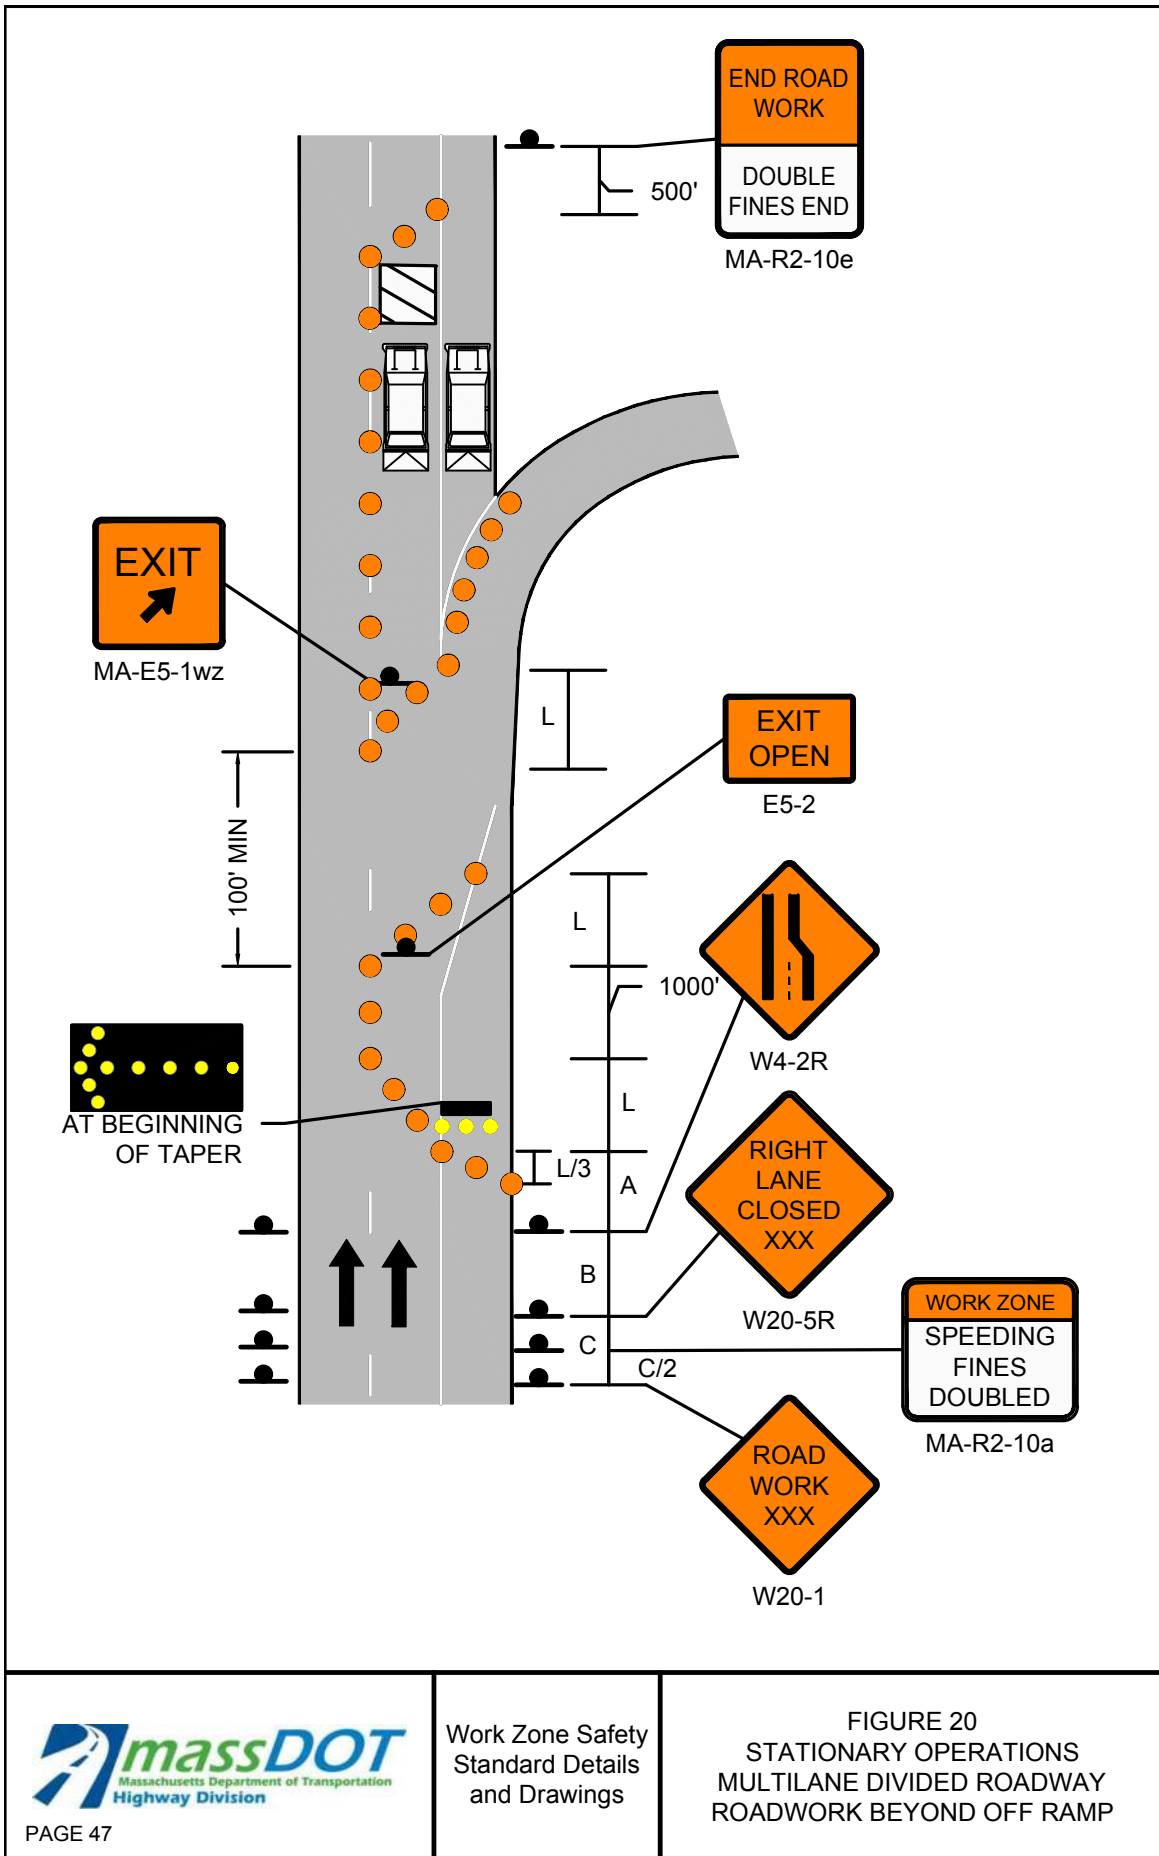 END ROAD
WORK
DOUBLE
FINES END
MA-R2-10e
500'
EXIT
MA-E5-1wz
L
EXIT
OPEN
E5-2
100' MIN
L
1000'
W4-2R
AT BEGINNING
OF TAPER
L
L/3
A
RIGHT
LANE
CLOSED
XXX
W20-5R
B
C
C/2
WORK ZONE
SPEEDING
FINES
DOUBLED
MA-R2-10a
ROAD
WORK
XXX
W20-1
massDOT
Massachusetts Department of Transportation
Highway Division
PAGE 47
Work Zone Safety
Standard Details
and Drawings
FIGURE 20
STATIONARY OPERATIONS
MULTILANE DIVIDED ROADWAY
ROADWORK BEYOND OFF RAMP